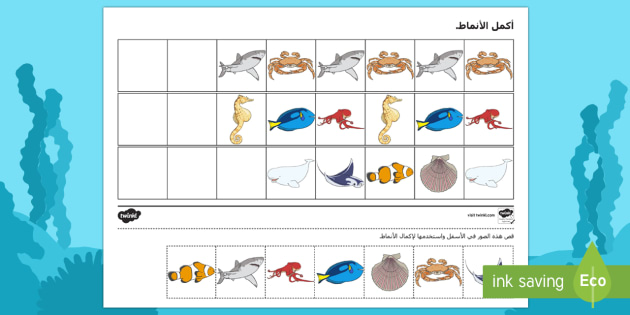 أكمل الأنماط.
twinkl
visit twinkl.com
قص هذه الصور في الأسفل واستخدمها لإكمال الأنماط.
ink saving
Eco